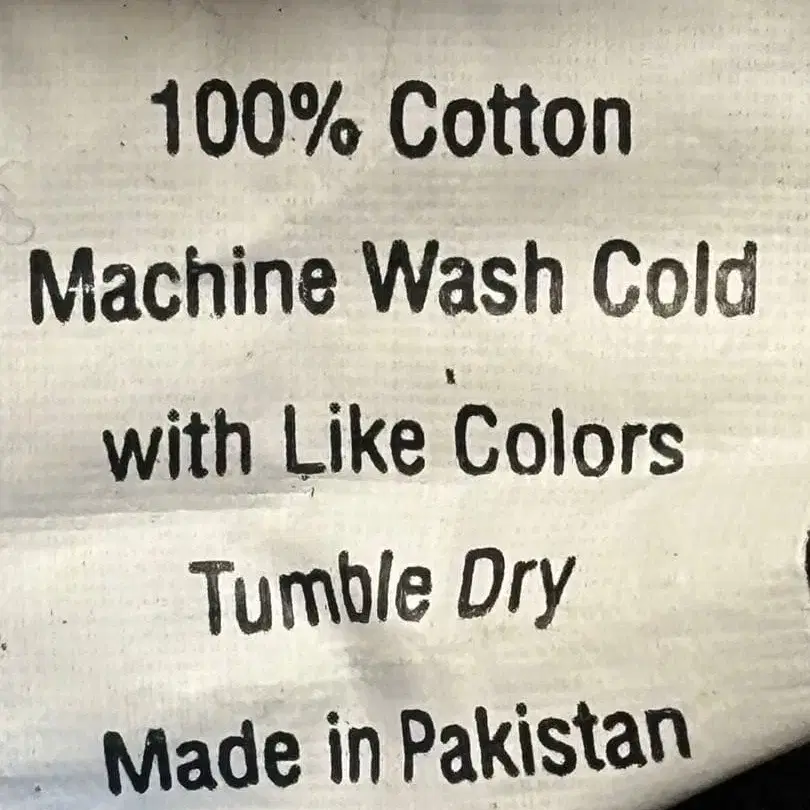 100% Cotton
Machine Wash Cold
with Like Colors
Tumble Dry
Made in Pakistan